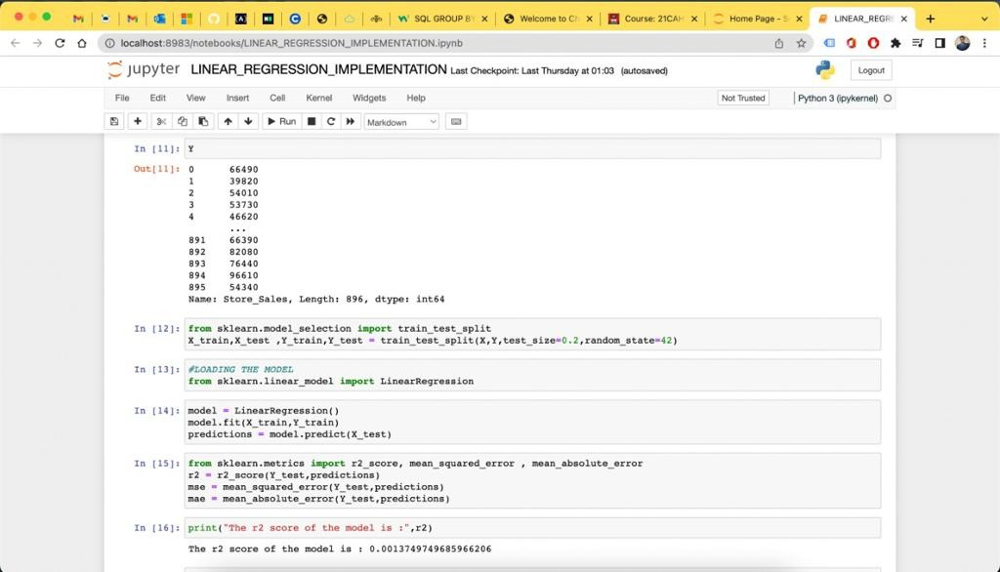 SQL GROUP BY
Welcome to Ch
Course: 21CAH
Home Page - S
LINEAR_REGRE
localhost:8983/notebooks/LINEAR_REGRESSION_IMPLEMENTATION.ipynb
jupyter LINEAR_REGRESSION_IMPLEMENTATION Last Checkpoint: Last Thursday at 01:03 (autosaved)
Logout
File Edit View Insert Cell Kernel Widgets Help
Not Trusted
Python 3 (ipykernel)
Run
Markdown
In [11]: Y
Out[11]: 0 66490
1 39820
2 54010
3 53730
4 46620
...
891 66390
892 82080
893 76440
894 96610
895 54340
Name: Store_Sales, Length: 896, dtype: int64
In [12]: from sklearn.model_selection import train_test_split
X_train,X_test ,Y_train,Y_test = train_test_split(X,Y,test_size=0.2,random_state=42)
In [13]: #LOADING THE MODEL
from sklearn.linear_model import LinearRegression
In [14]: model = LinearRegression()
model.fit(X_train,Y_train)
predictions = model.predict(X_test)
In [15]: from sklearn.metrics import r2_score, mean_squared_error , mean_absolute_error
r2 = r2_score(Y_test,predictions)
mse = mean_squared_error(Y_test,predictions)
mae = mean_absolute_error(Y_test,predictions)
In [16]: print("The r2 score of the model is :",r2)
The r2 score of the model is : 0.0013749749685966206